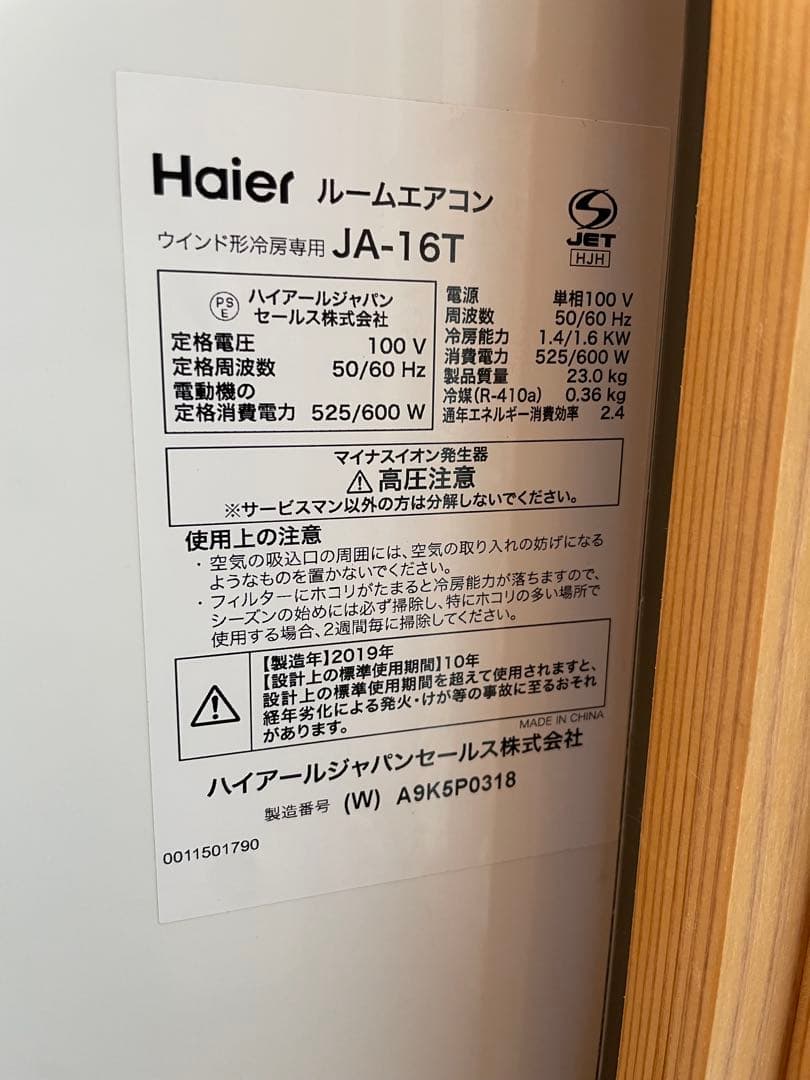 Haier ルームエアコン
ウインド形冷房専用 JA-16T
JET
HJH
PS
E
ハイアールジャパン
セールス株式会社
定格電圧 100 V
定格周波数 50/60 Hz
電動機の
定格消費電力 525/600 W
電源 単相100 V
周波数 50/60 Hz
冷房能力 1.4/1.6 KW
消費電力 525/600 W
製品質量 23.0 kg
冷媒(R-410a) 0.36 kg
通年エネルギー消費効率 2.4
マイナスイオン発生器
高圧注意
※サービスマン以外の方は分解しないでください。
使用上の注意
・空気の吸込口の周囲には、空気の取り入れの妨げになる
ようなものを置かないでください。
・フィルターにホコリがたまると冷房能力が落ちますので、
シーズンの始めには必ず掃除し、特にホコリの多い場所で
使用する場合、2週間毎に掃除してください。
【製造年】2019年
【設計上の標準使用期間】10年
設計上の標準使用期間を超えて使用されますと、
経年劣化による発火・けが等の事故に至るおそれ
があります。
MADE IN CHINA
ハイアールジャパンセールス株式会社
製造番号 (W) A9K5P0318
0011501790